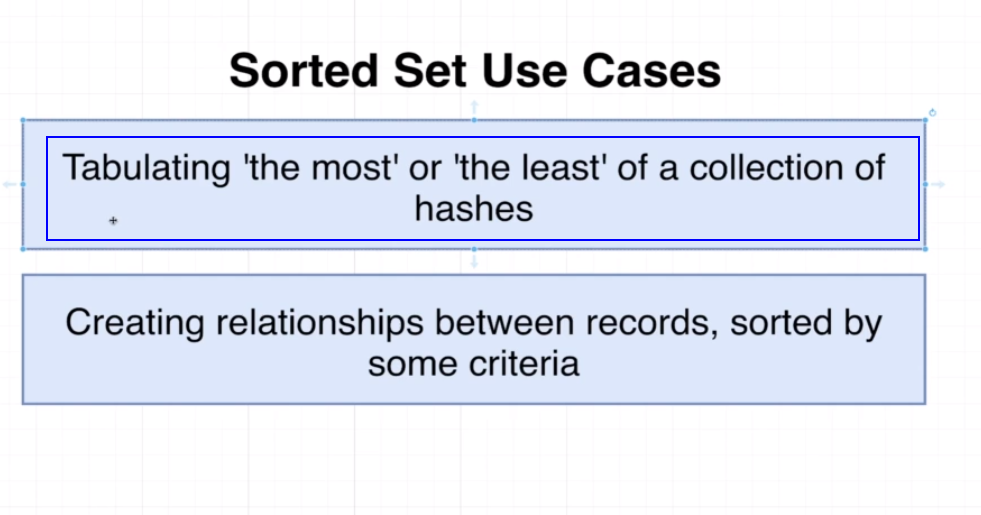 Sorted Set Use Cases
Tabulating 'the most' or 'the least' of a collection of
hashes
Creating relationships between records, sorted by
some criteria